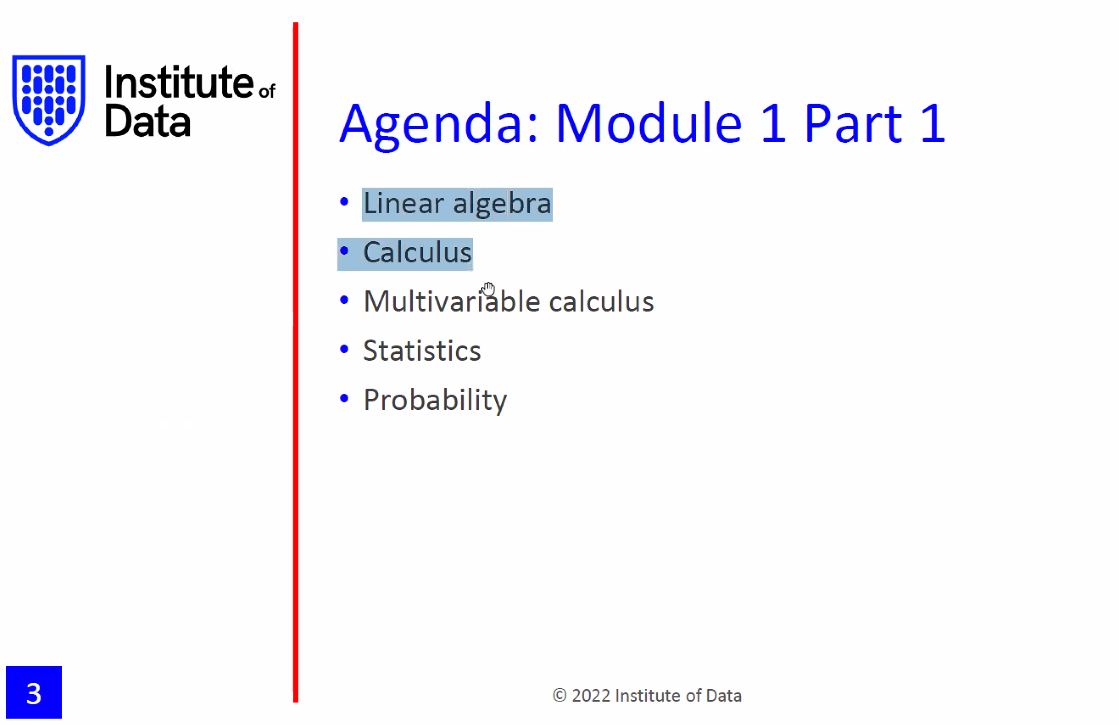 Institute of
Data
Agenda: Module 1 Part 1
• Linear algebra
• Calculus
• Multivariable calculus
• Statistics
• Probability
3
© 2022 Institute of Data